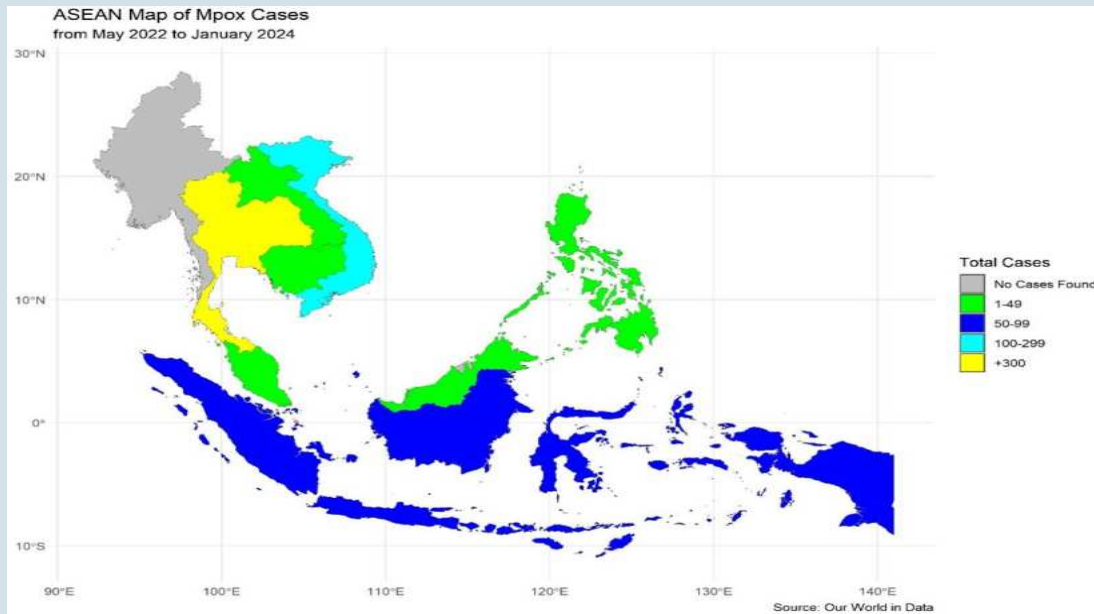 ASEAN Map of Mpox Cases
from May 2022 to January 2024
30°N
20°N
10°N
0°
10°S
90°E
100°E
110°E
120°E
130°E
140°E
Total Cases
No Cases Found
1-49
50-99
100-299
+300
Source: Our World in Data